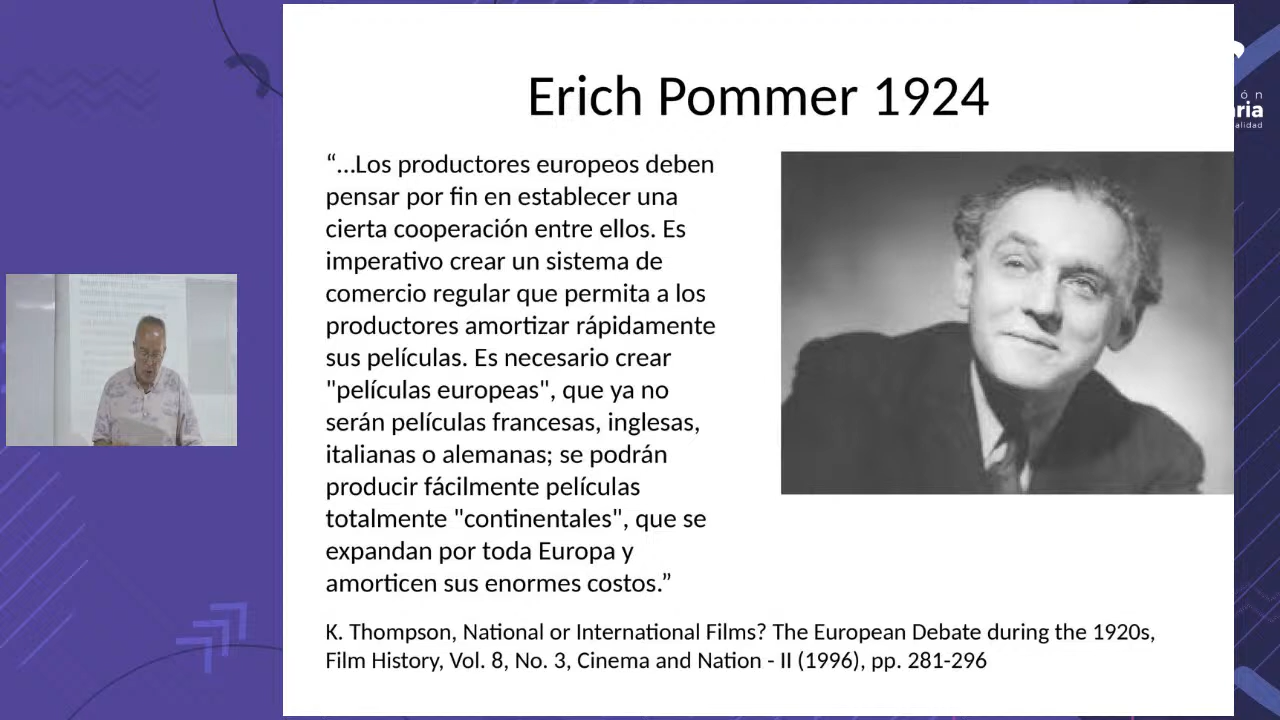 Erich Pommer 1924
“...Los productores europeos deben
pensar por fin en establecer una
cierta cooperación entre ellos. Es
imperativo crear un sistema de
comercio regular que permita a los
productores amortizar rápidamente
sus películas. Es necesario crear
"películas europeas", que ya no
serán películas francesas, inglesas,
italianas o alemanas; se podrán
producir fácilmente películas
totalmente "continentales", que se
expandan por toda Europa y
amorticen sus enormes costos.”
K. Thompson, National or International Films? The European Debate during the 1920s,
Film History, Vol. 8, No. 3, Cinema and Nation - II (1996), pp. 281-296